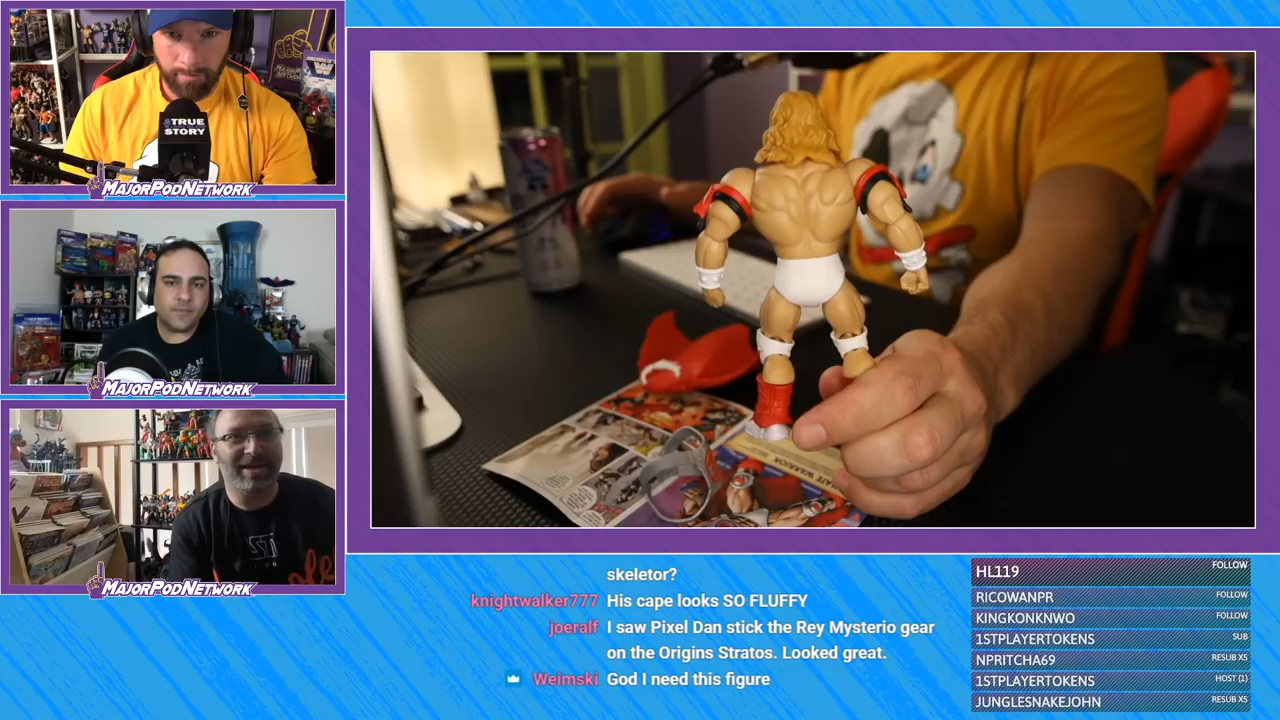 TRUE
STORY
MAJORPODNETWORK
MAJORPODNETWORK
MAJORPODNETWORK
WARRIOR
skeletor?
knightwalker777 His cape looks SO FLUFFY
joeralf I saw Pixel Dan stick the Rey Mysterio gear
on the Origins Stratos. Looked great.
Weimski God I need this figure
HL119 FOLLOW
RICOWANPR FOLLOW
KINGKONKNWO FOLLOW
1STPLAYERTOKENS SUB
NPRITCHA69 RESUB X5
1STPLAYERTOKENS HOST (1)
JUNGLESNAKEJOHN RESUB X5